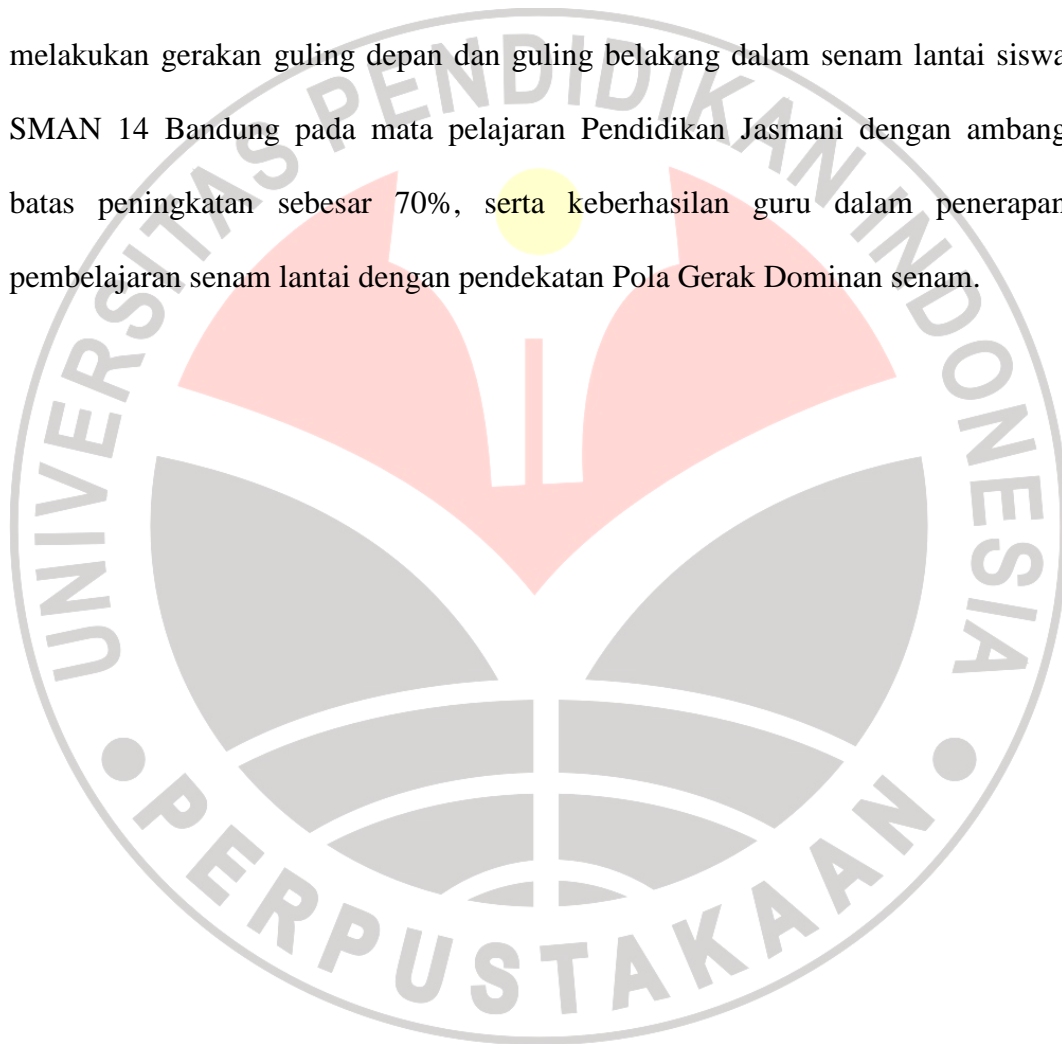 melakukan gerakan guling depan dan guling belakang dalam senam lantai siswa
SMAN 14 Bandung pada mata pelajaran Pendidikan Jasmani dengan ambang
batas peningkatan sebesar 70%, serta keberhasilan guru dalam penerapan
pembelajaran senam lantai dengan pendekatan Pola Gerak Dominan senam.
UNIVERSITAS PENDIDIKAN INDONESIA
PERPUSTAKAAN